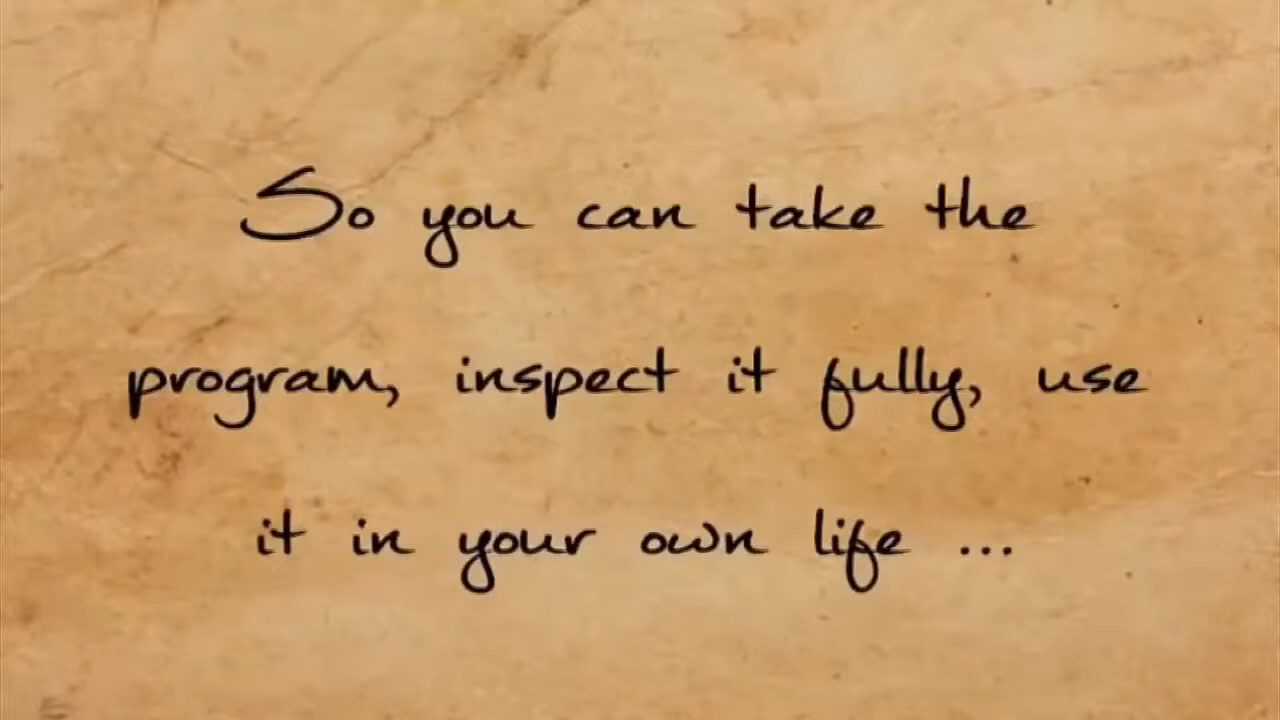 So you can take the
program, inspect it fully, use
it in your own life ...